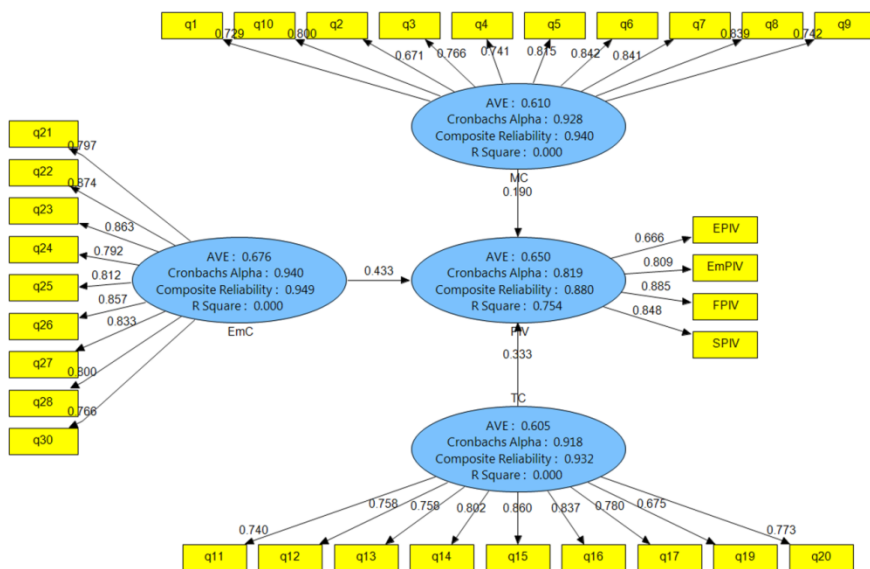 q1
q10
q2
q3
q4
q5
q6
q7
q8
q9
0.729
0.800
0.671
0.766
0.741
0.815
0.842
0.841
0.839
0.742
AVE : 0.610
Cronbachs Alpha : 0.928
Composite Reliability : 0.940
R Square : 0.000
MC
0.190
q21
0.797
q22
0.874
q23
0.863
q24
0.792
q25
0.812
q26
0.857
q27
0.833
q28
0.800
q30
0.766
AVE : 0.676
Cronbachs Alpha : 0.940
Composite Reliability : 0.949
R Square : 0.000
EmC
0.433
AVE : 0.650
Cronbachs Alpha : 0.819
Composite Reliability : 0.880
R Square : 0.754
PIV
0.666
EPIV
0.809
EmPIV
0.885
FPIV
0.848
SPIV
0.333
TC
AVE : 0.605
Cronbachs Alpha : 0.918
Composite Reliability : 0.932
R Square : 0.000
0.740
0.758
0.758
0.802
0.860
0.837
0.780
0.675
0.773
q11
q12
q13
q14
q15
q16
q17
q19
q20